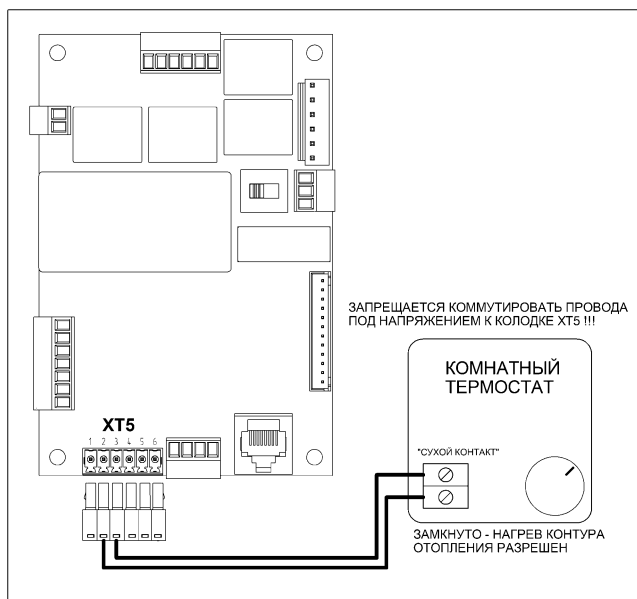 ЗАПРЕЩАЕТСЯ КОММУТИРОВАТЬ ПРОВОДА
ПОД НАПРЯЖЕНИЕМ К КОЛОДКЕ XT5 !!!
КОМНАТНЫЙ
ТЕРМОСТАТ
XT5
1 2 3 4 5 6
"СУХОЙ КОНТАКТ"
ЗАМКНУТО - НАГРЕВ КОНТУРА
ОТОПЛЕНИЯ РАЗРЕШЕН